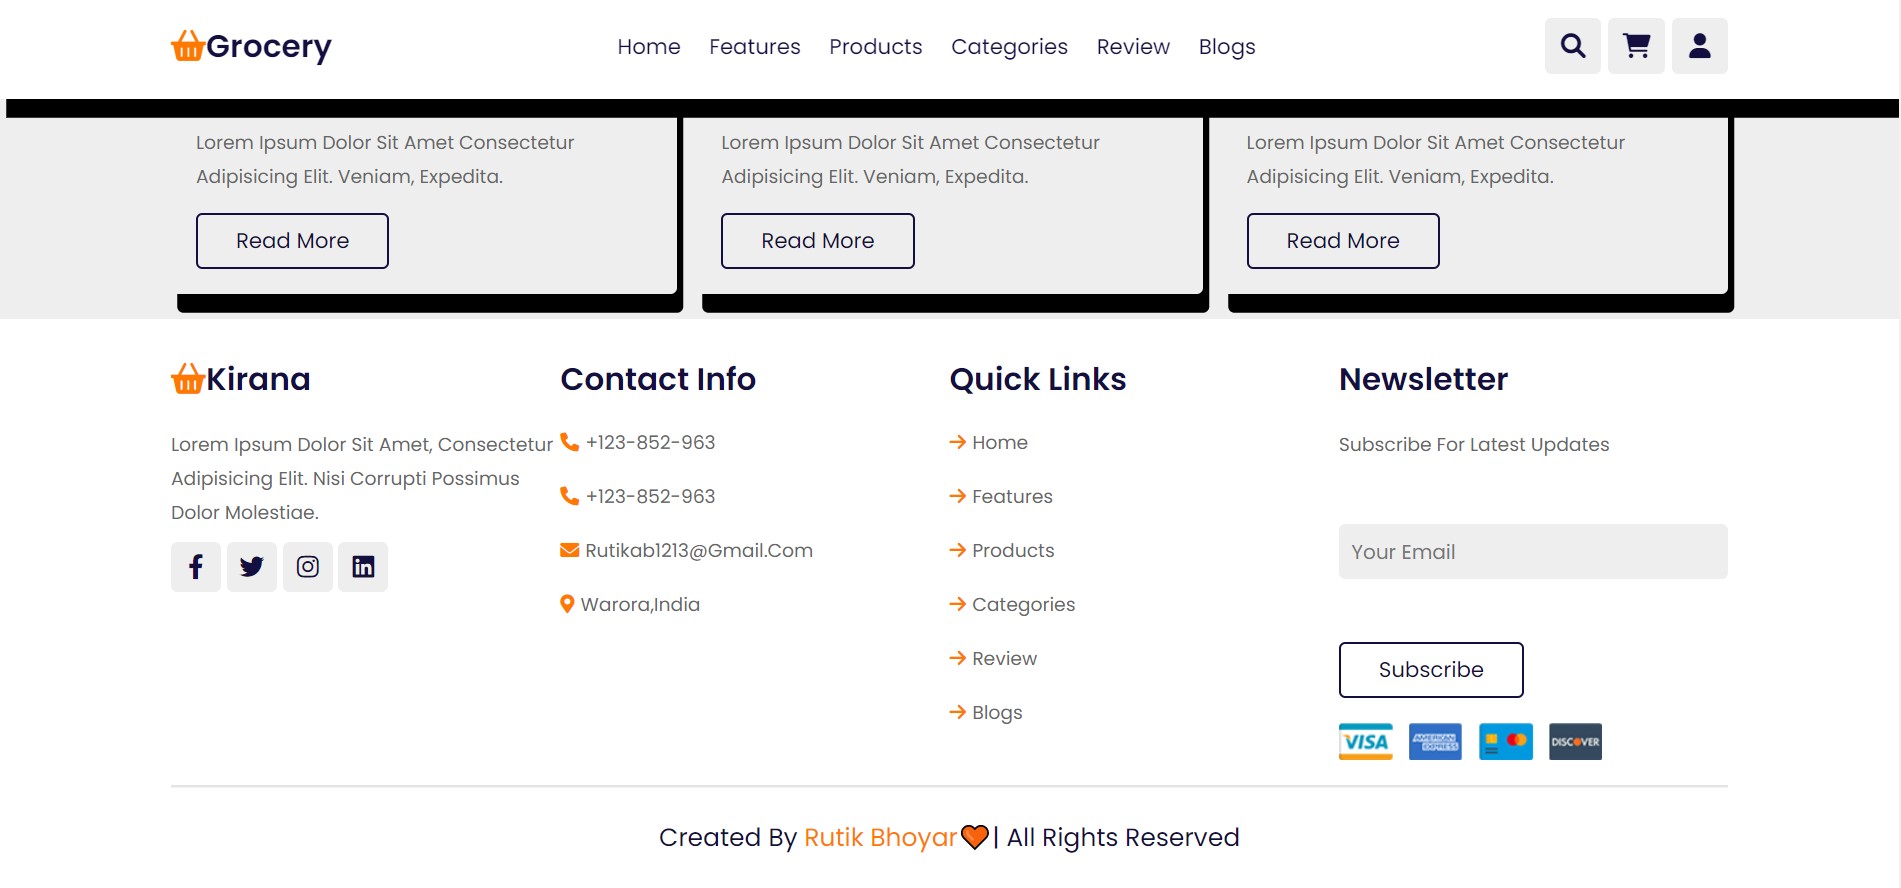 Grocery
Home Features Products Categories Review Blogs
Lorem Ipsum Dolor Sit Amet Consectetur
Adipisicing Elit. Veniam, Expedita.
Read More
Lorem Ipsum Dolor Sit Amet Consectetur
Adipisicing Elit. Veniam, Expedita.
Read More
Lorem Ipsum Dolor Sit Amet Consectetur
Adipisicing Elit. Veniam, Expedita.
Read More
Kirana
Lorem Ipsum Dolor Sit Amet, Consectetur
Adipisicing Elit. Nisi Corrupti Possimus
Dolor Molestiae.
Contact Info
+123-852-963
+123-852-963
Rutikab1213@Gmail.Com
Warora,India
Quick Links
Home
Features
Products
Categories
Review
Blogs
Newsletter
Subscribe For Latest Updates
Your Email
Subscribe
VISA
AMERICAN
EXPRESS
DISCOVER
Created By Rutik Bhoyar🧡| All Rights Reserved